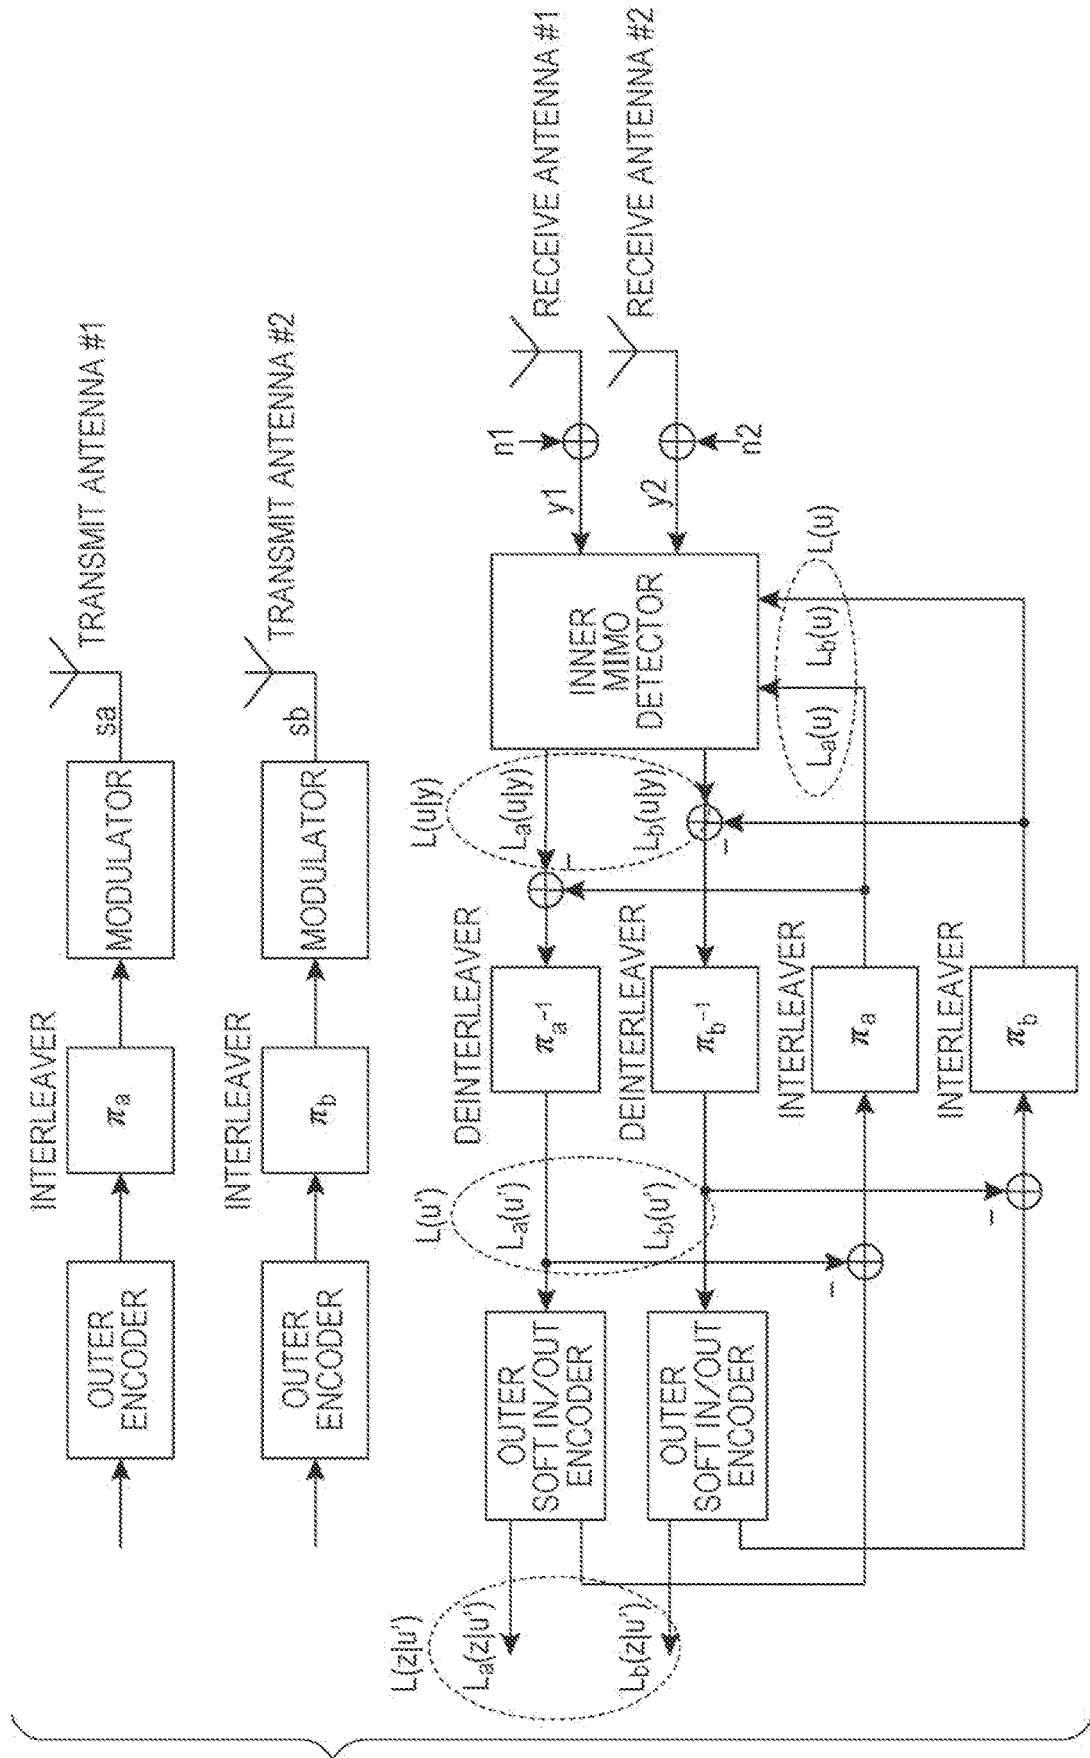 OUTER
ENCODER
INTERLEAVER
πa
MODULATOR
sa
TRANSMIT ANTENNA #1
OUTER
ENCODER
INTERLEAVER
πb
MODULATOR
sb
TRANSMIT ANTENNA #2
L(z|u')
La(z|u')
Lb(z|u')
OUTER
SOFT IN/OUT
ENCODER
OUTER
SOFT IN/OUT
ENCODER
L(u')
La(u')
Lb(u')
DEINTERLEAVER
πa⁻¹
DEINTERLEAVER
πb⁻¹
L(u|y)
La(u|y)
Lb(u|y)
−
−
INNER
MIMO
DETECTOR
y1
n1
RECEIVE ANTENNA #1
y2
n2
RECEIVE ANTENNA #2
−
INTERLEAVER
πa
La(u)
Lb(u)
L(u)
−
INTERLEAVER
πb